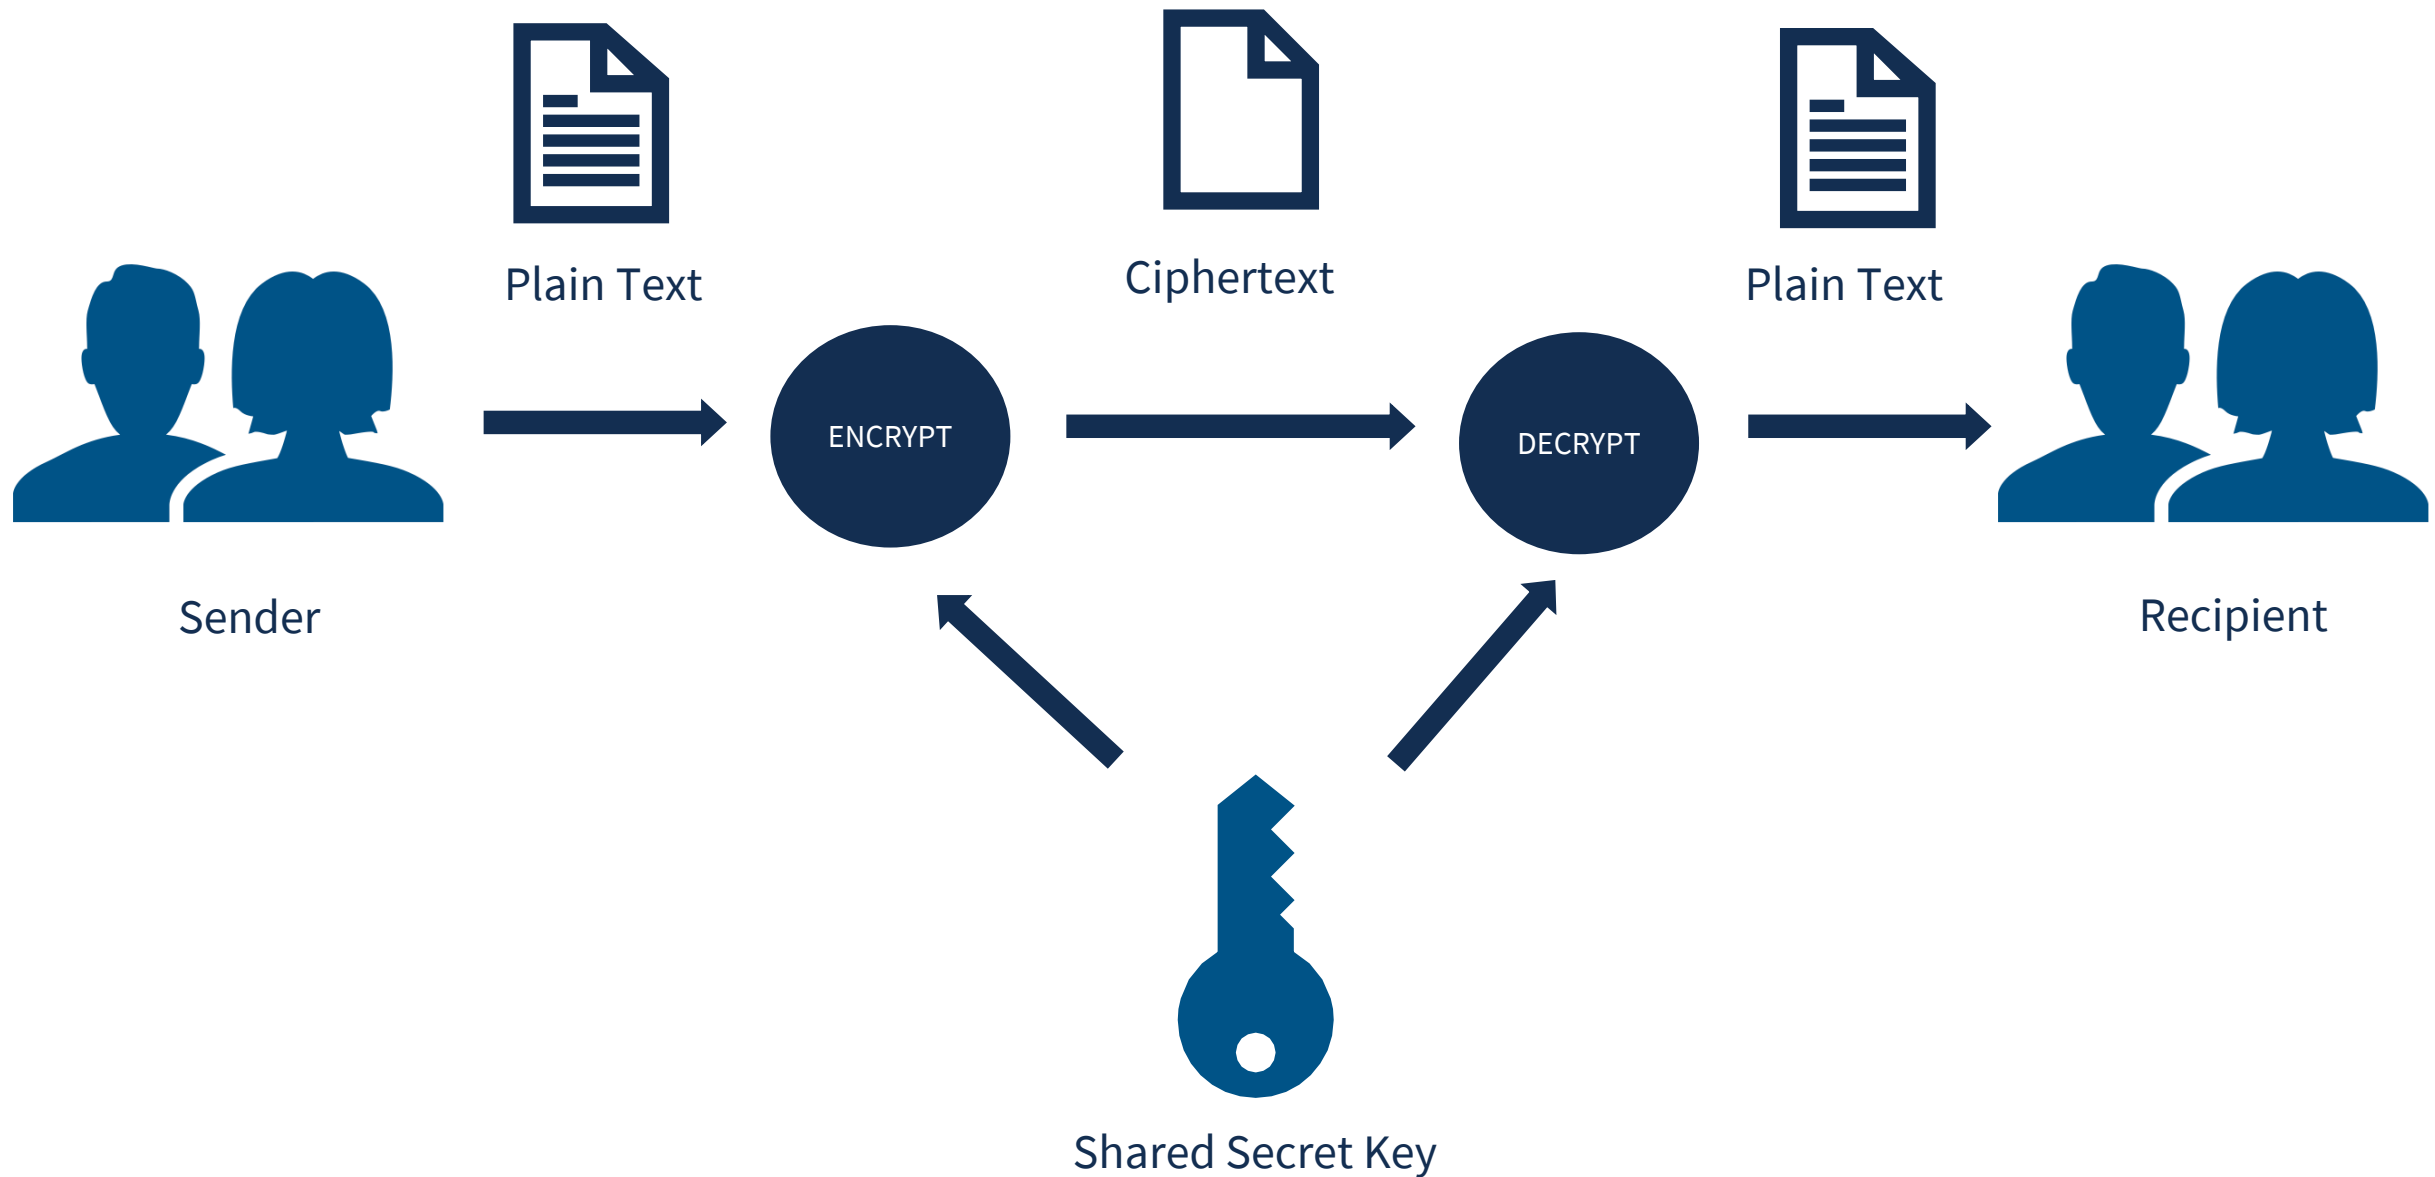 Plain Text
Ciphertext
Plain Text
ENCRYPT
DECRYPT
Sender
Recipient
Shared Secret Key